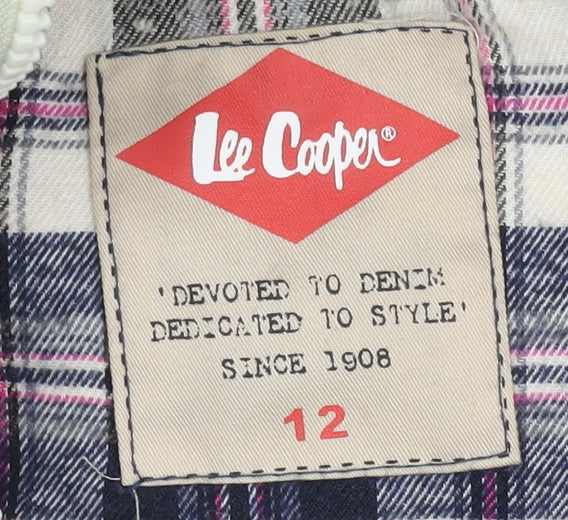 Lee Cooper®
'DEVOTED TO DENIM
DEDICATED TO STYLE'
SINCE 1908
12